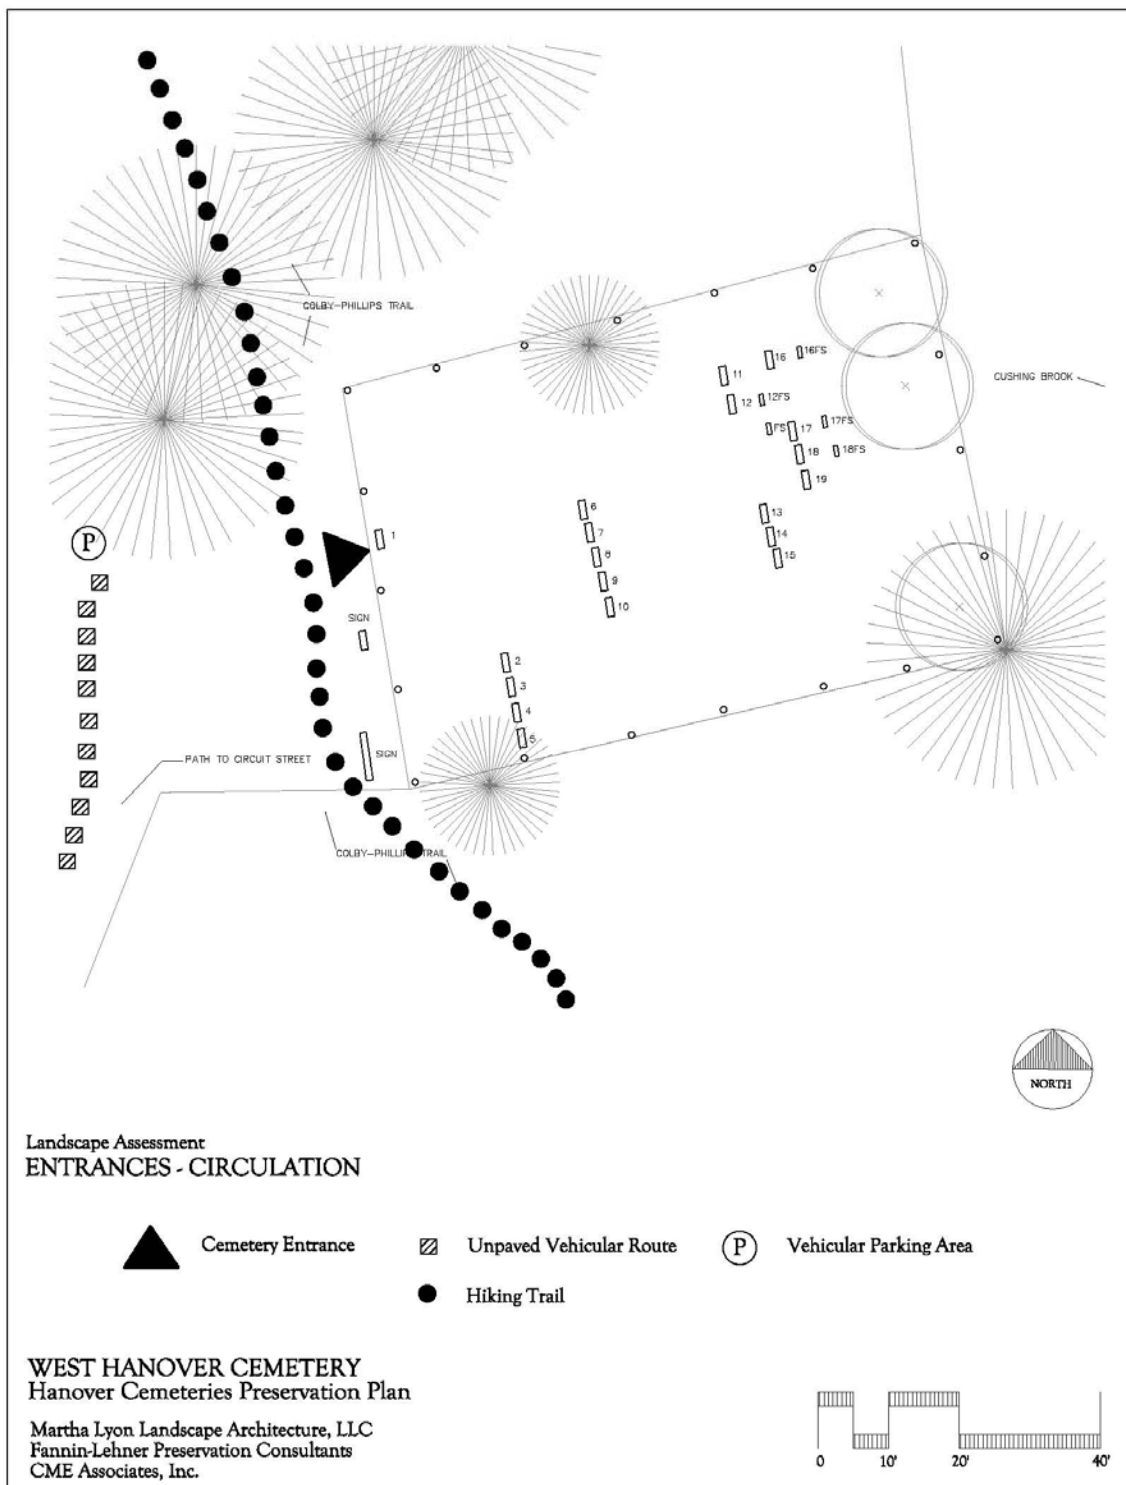 COLBY-PHILLIPS TRAIL
CUSHING BROOK
16
16FS
11
12
12FS
FS
17
17FS
18
18FS
19
6
7
8
9
10
13
14
15
P
1
SIGN
2
3
4
5
SIGN
PATH TO CIRCUIT STREET
COLBY-PHILLIPS TRAIL
NORTH
Landscape Assessment
ENTRANCES - CIRCULATION
Cemetery Entrance
Unpaved Vehicular Route
P
Vehicular Parking Area
Hiking Trail
WEST HANOVER CEMETERY
Hanover Cemeteries Preservation Plan
Martha Lyon Landscape Architecture, LLC
Fannin-Lehner Preservation Consultants
CME Associates, Inc.
0 10' 20' 40'